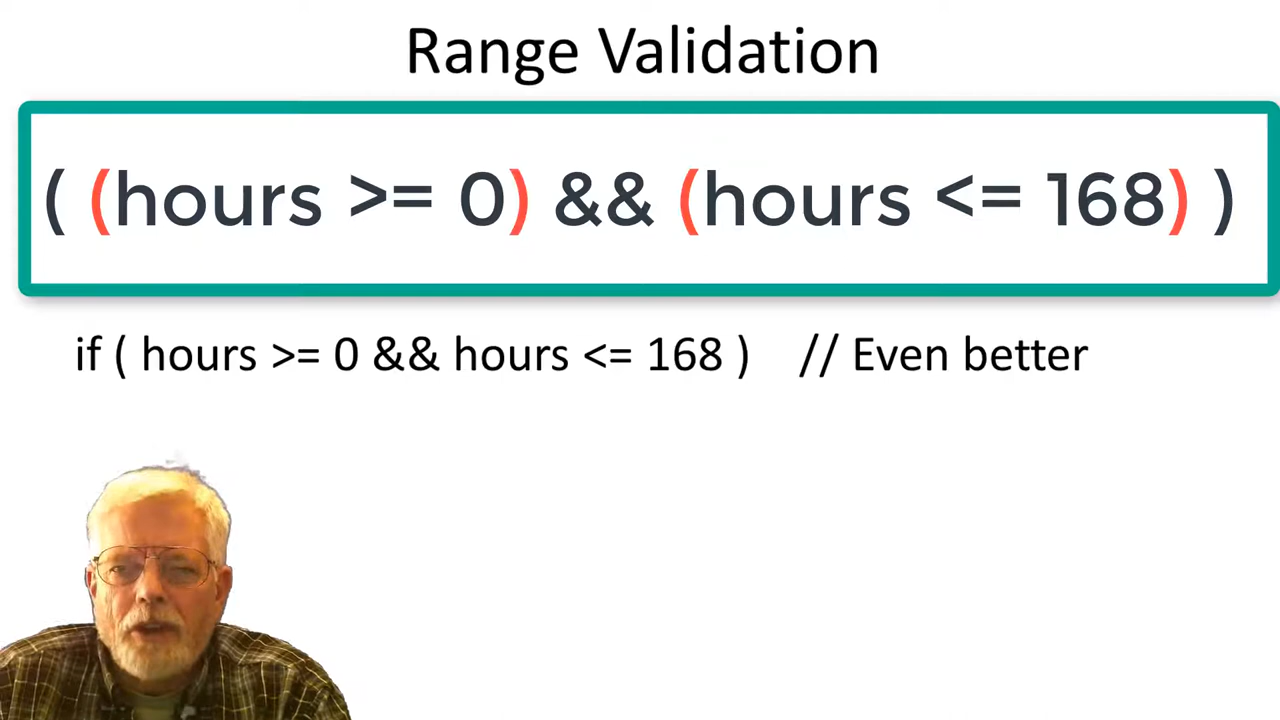 Range Validation
( (hours >= 0) && (hours <= 168) )
if ( hours >= 0 && hours <= 168 ) // Even better